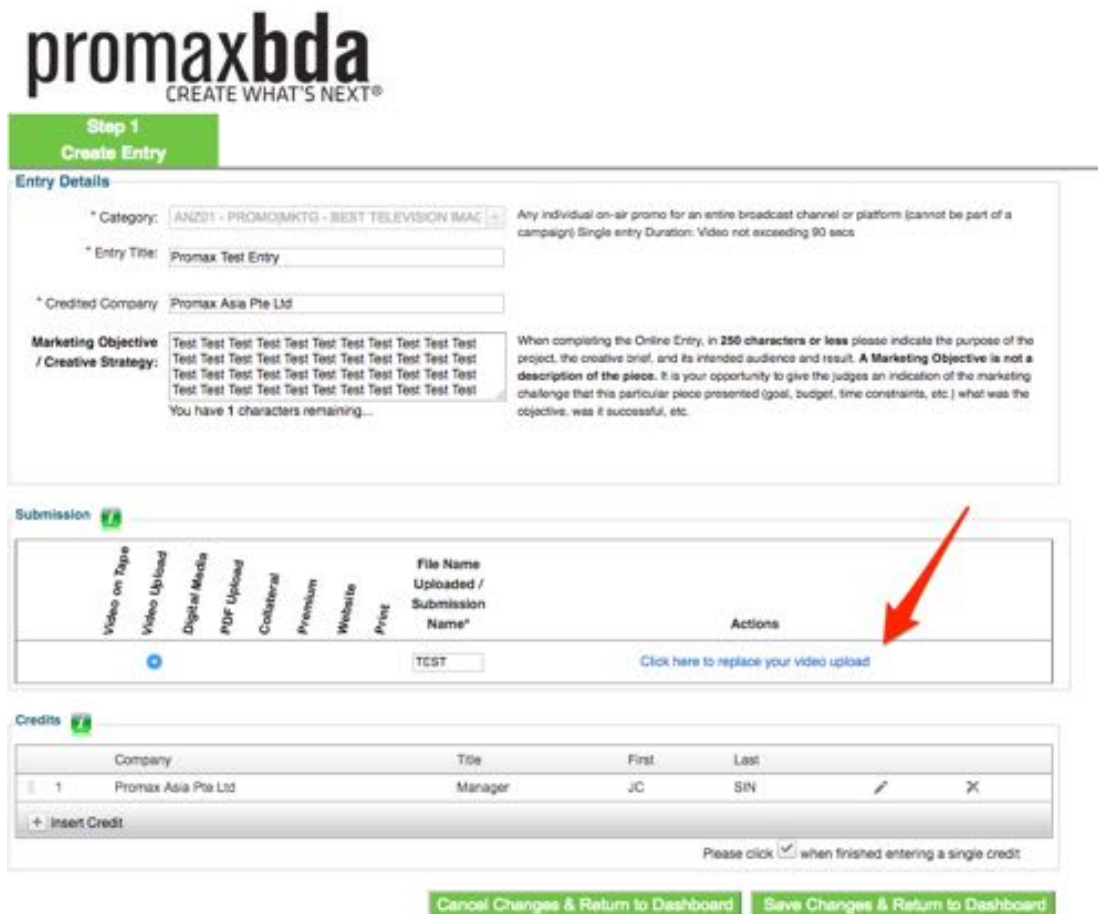 promaxbda
CREATE WHAT'S NEXT®
Step 1
Create Entry
Entry Details
* Category: ANZ01 - PROMO|MKTG - BEST TELEVISION IMAG
Any individual on-air promo for an entire broadcast channel or platform (cannot be part of a
campaign) Single entry Duration: Video not exceeding 90 secs
* Entry Title: Promax Test Entry
* Credited Company Promax Asia Pte Ltd
Marketing Objective
/ Creative Strategy:
Test Test Test Test Test Test Test Test Test Test Test
Test Test Test Test Test Test Test Test Test Test Test
Test Test Test Test Test Test Test Test Test Test Test
Test Test Test Test Test Test Test Test Test Test Test
You have 1 characters remaining...
When completing the Online Entry, in 250 characters or less please indicate the purpose of the
project, the creative brief, and its intended audience and result. A Marketing Objective is not a
description of the piece. It is your opportunity to give the judges an indication of the marketing
challenge that this particular piece presented (goal, budget, time constraints, etc.) what was the
objective, was it successful, etc.
Submission
Video on Tape
Video Upload
Digital Media
PDF Upload
Collateral
Premium
Website
Print
File Name
Uploaded /
Submission
Name*
Actions
TEST
Click here to replace your video upload
Credits
Company Title First Last
1 Promax Asia Pte Ltd Manager JC SIN
+ Insert Credit
Please click when finished entering a single credit
Cancel Changes & Return to Dashboard
Save Changes & Return to Dashboard